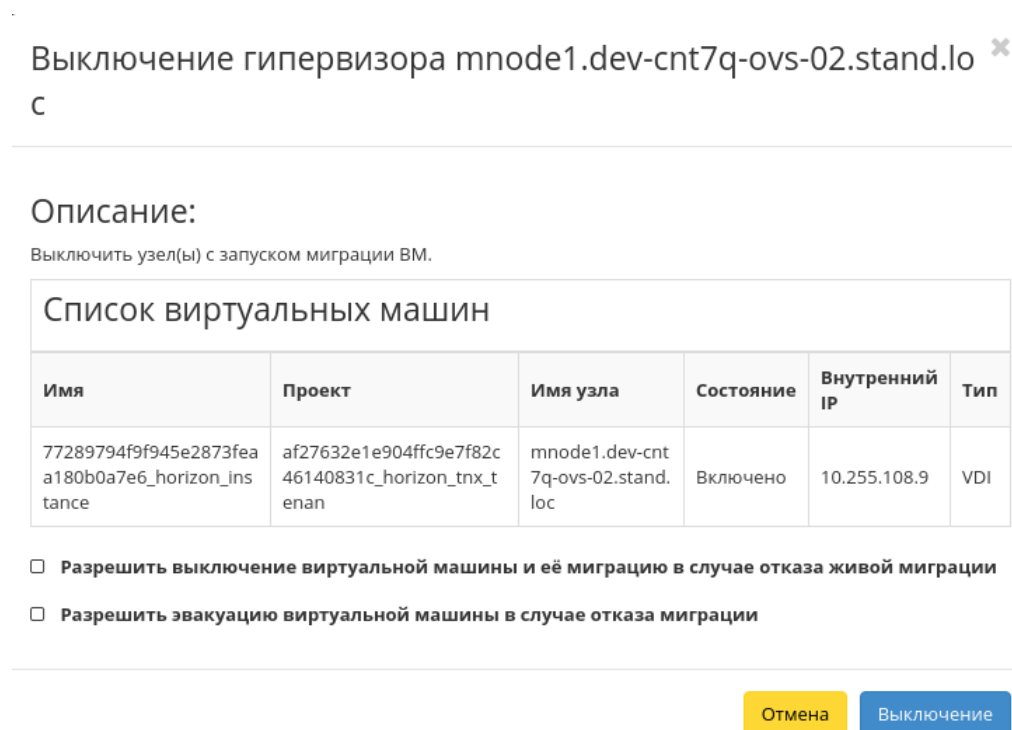 Выключение гипервизора mnode1.dev-cnt7q-ovs-02.stand.lo
c
Описание:
Выключить узел(ы) с запуском миграции ВМ.
Список виртуальных машин
Имя Проект Имя узла Состояние Внутренний IP Тип
77289794f9f945e2873fea af27632e1e904ffc9e7f82c mnode1.dev-cnt
a180b0a7e6_horizon_ins 46140831c_horizon_tnx_t 7q-ovs-02.stand. Включено 10.255.108.9 VDI
tance enan loc
Разрешить выключение виртуальной машины и её миграцию в случае отказа живой миграции
Разрешить эвакуацию виртуальной машины в случае отказа миграции
Отмена Выключение